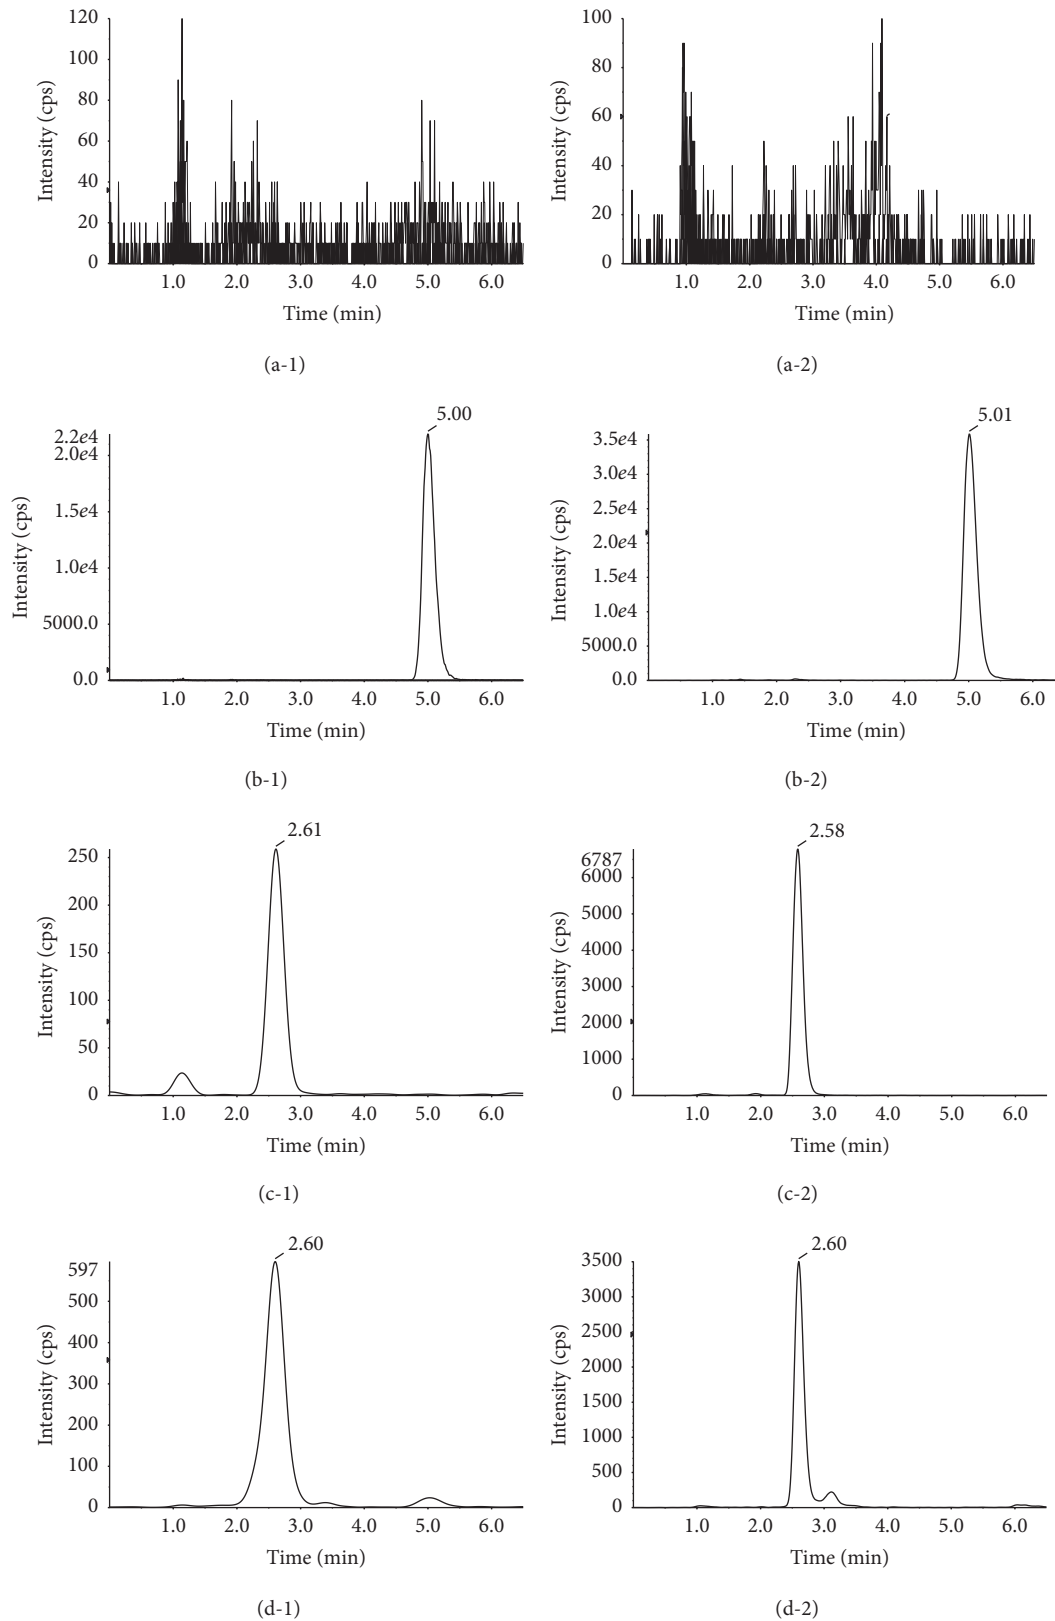 120
100
80
60
40
20
0
Intensity (cps)
1.0 2.0 3.0 4.0 5.0 6.0
Time (min)
(a-1)
100
80
60
40
20
0
Intensity (cps)
1.0 2.0 3.0 4.0 5.0 6.0
Time (min)
(a-2)
5.00
2.2e4
2.0e4
1.5e4
1.0e4
5000.0
0.0
Intensity (cps)
1.0 2.0 3.0 4.0 5.0 6.0
Time (min)
(b-1)
5.01
3.5e4
3.0e4
2.5e4
2.0e4
1.5e4
1.0e4
5000.0
0.0
Intensity (cps)
1.0 2.0 3.0 4.0 5.0 6.0
Time (min)
(b-2)
2.61
250
200
150
100
50
0
Intensity (cps)
1.0 2.0 3.0 4.0 5.0 6.0
Time (min)
(c-1)
2.58
6787
6000
5000
4000
3000
2000
1000
0
Intensity (cps)
1.0 2.0 3.0 4.0 5.0 6.0
Time (min)
(c-2)
2.60
597
500
400
300
200
100
0
Intensity (cps)
1.0 2.0 3.0 4.0 5.0 6.0
Time (min)
(d-1)
2.60
3500
3000
2500
2000
1500
1000
500
0
Intensity (cps)
1.0 2.0 3.0 4.0 5.0 6.0
Time (min)
(d-2)